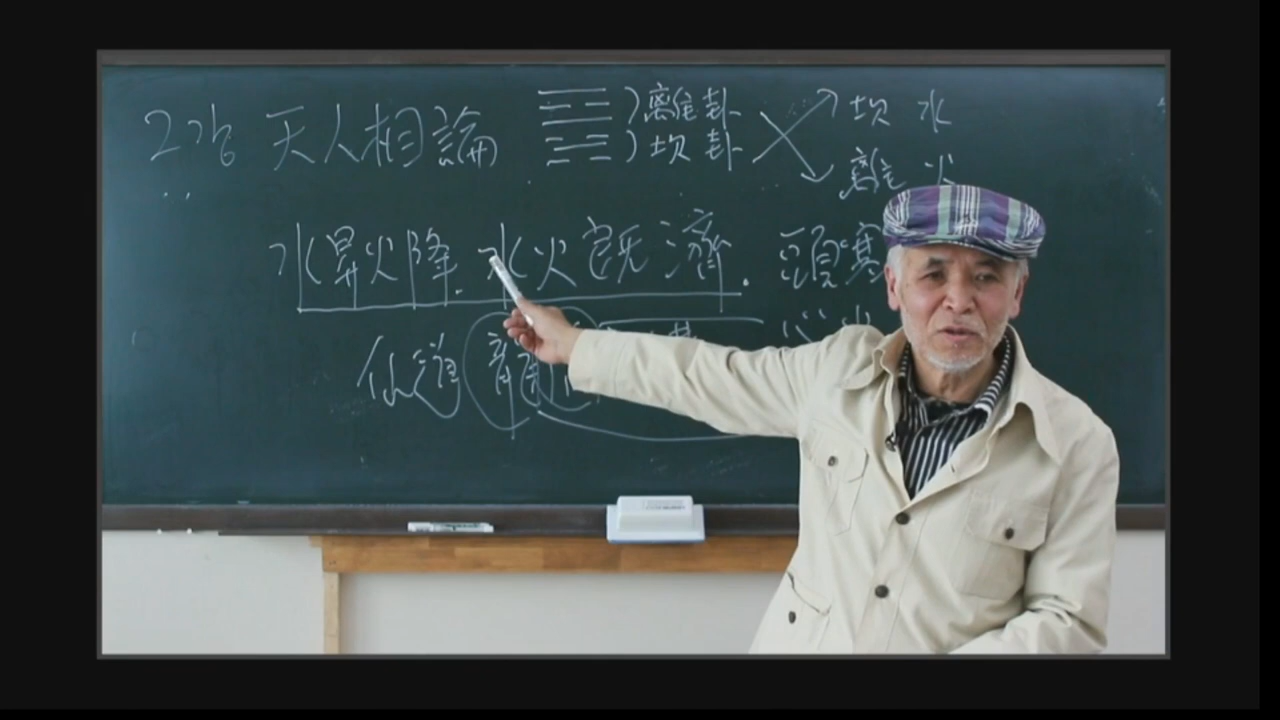 2강 天人相論
離卦 坎 水
坎卦 離 火
水昇火降. 水火既濟. 頭寒
仙道